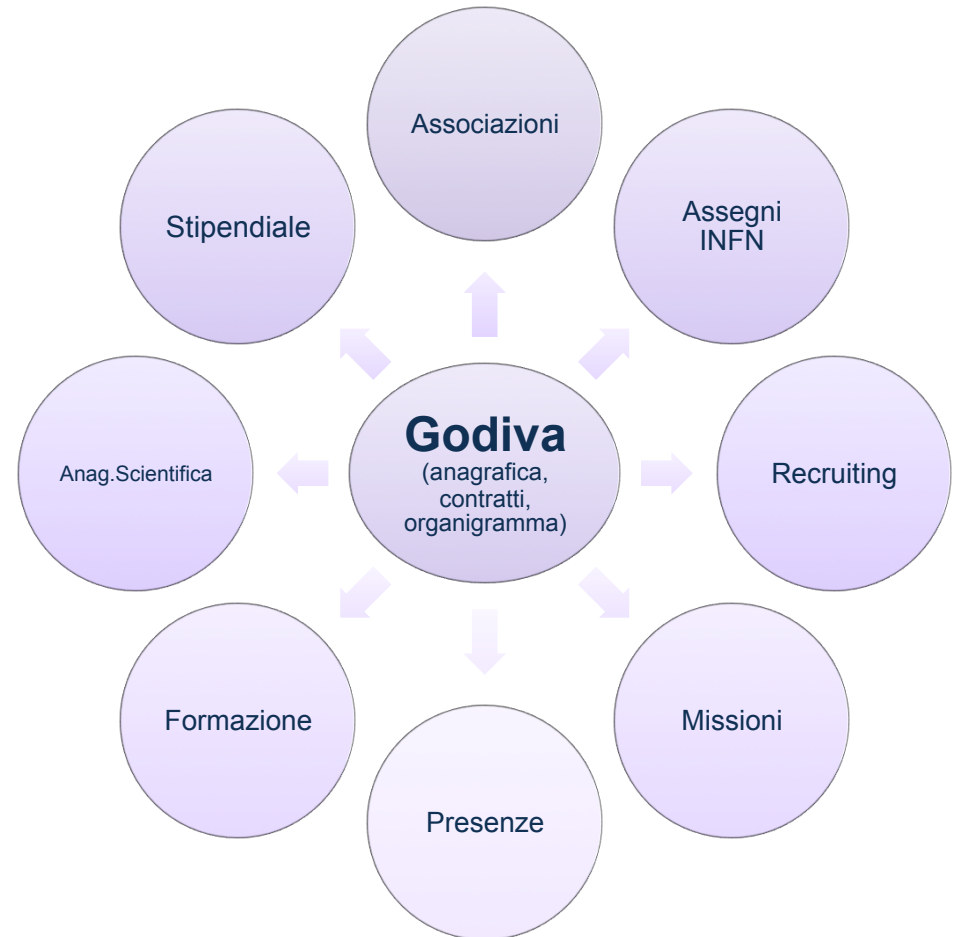 Associazioni
Stipendiale
Assegni
INFN
Godiva
(anagrafica,
contratti,
organigramma)
Anag.Scientifica
Recruiting
Formazione
Missioni
Presenze